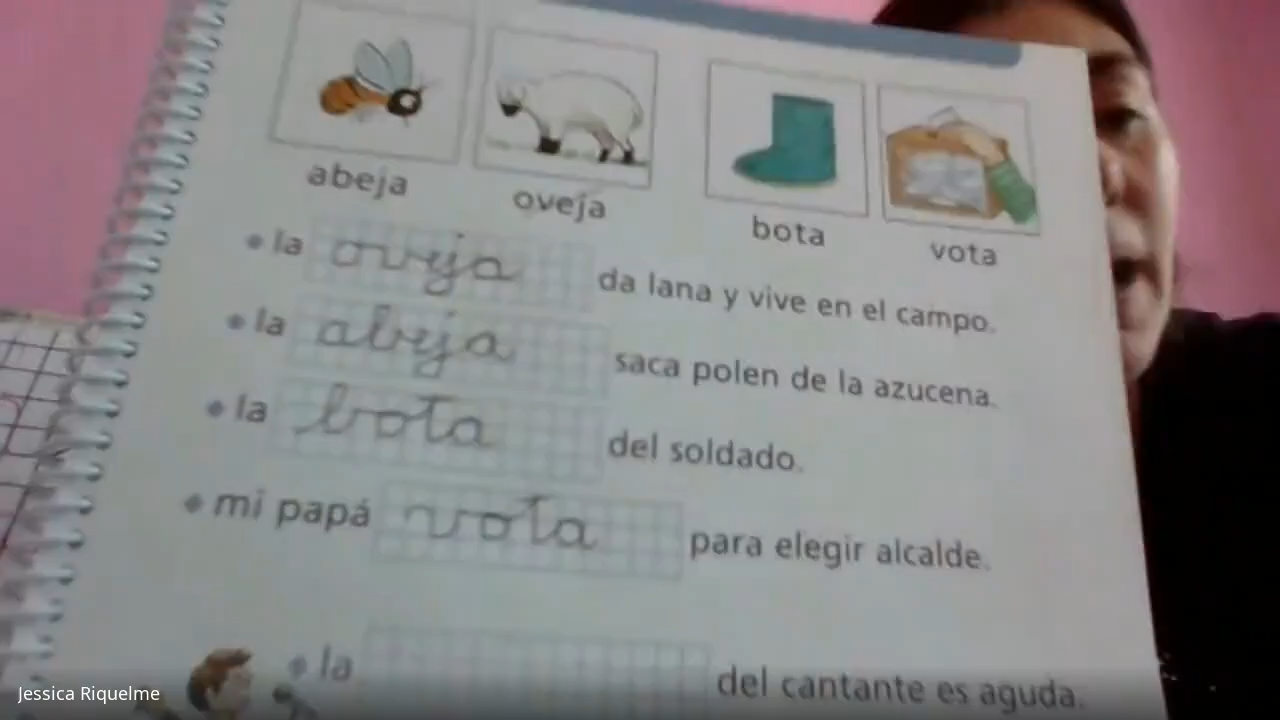 abeja oveja bota vota
la oveja da lana y vive en el campo.
la abeja saca polen de la azucena.
la bota del soldado.
mi papá vota para elegir alcalde.
la del cantante es aguda.
Jessica Riquelme